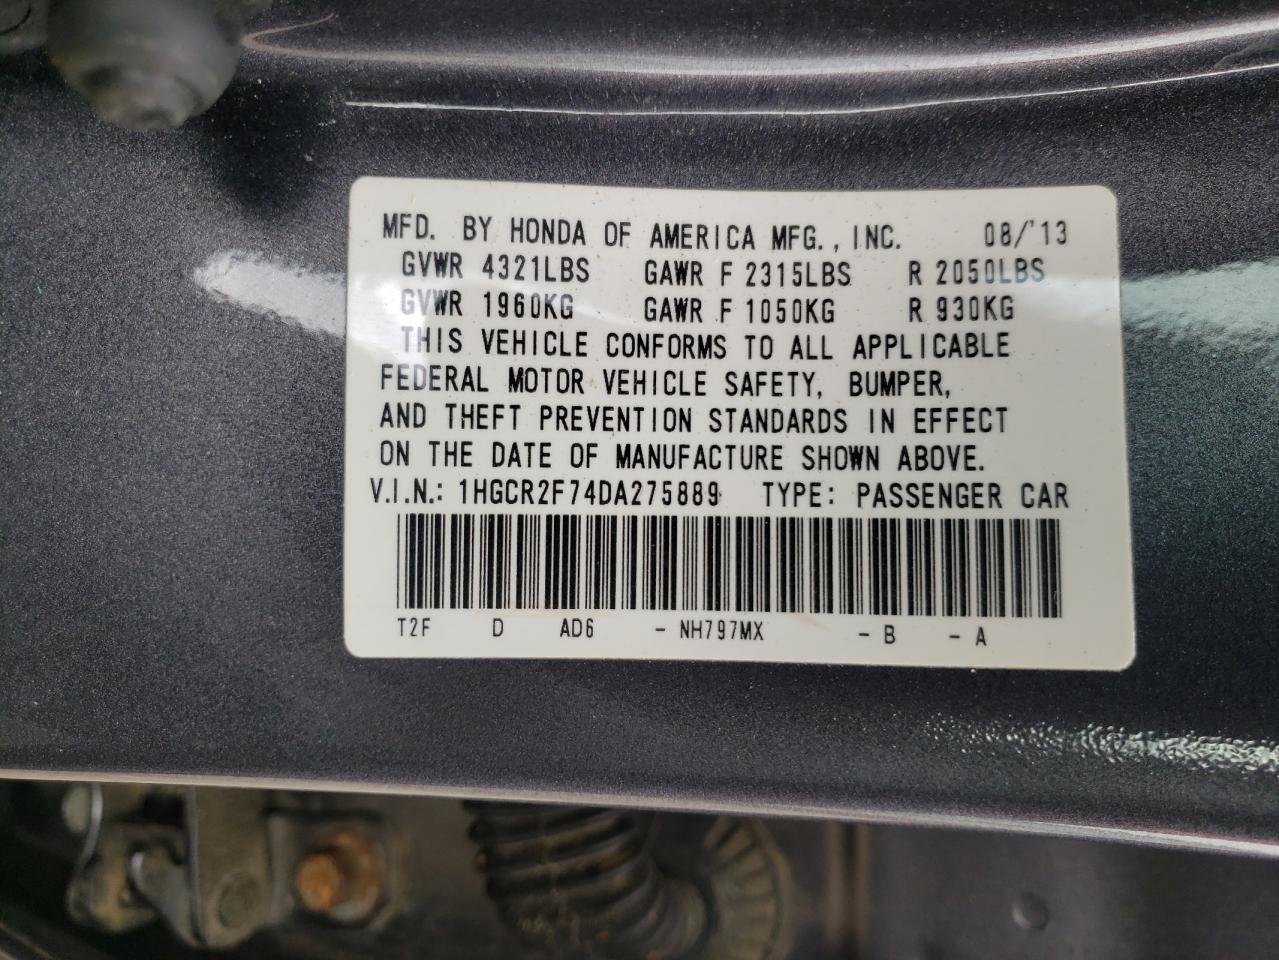 MFD. BY HONDA OF AMERICA MFG., INC. 08/'13
GVWR 4321LBS GAWR F 2315LBS R 2050LBS
GVWR 1960KG GAWR F 1050KG R 930KG
THIS VEHICLE CONFORMS TO ALL APPLICABLE
FEDERAL MOTOR VEHICLE SAFETY, BUMPER,
AND THEFT PREVENTION STANDARDS IN EFFECT
ON THE DATE OF MANUFACTURE SHOWN ABOVE.
V.I.N.: 1HGCR2F74DA275889 TYPE: PASSENGER CAR
T2F D AD6 - NH797MX - B - A